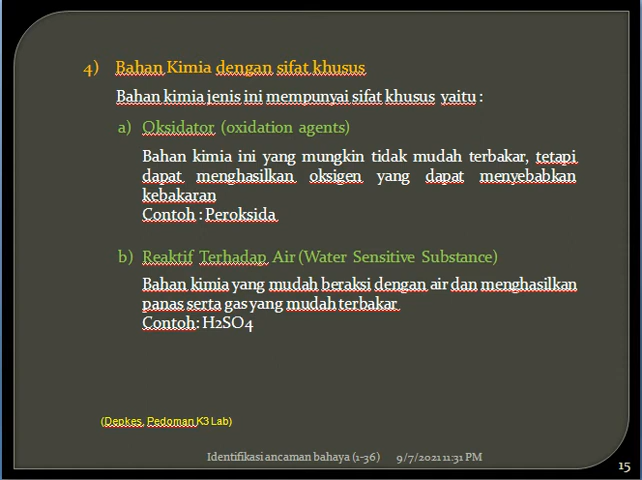 4) Bahan Kimia dengan sifat khusus
Bahan kimia jenis ini mempunyai sifat khusus yaitu :
a) Oksidator (oxidation agents)
Bahan kimia ini yang mungkin tidak mudah terbakar, tetapi
dapat menghasilkan oksigen yang dapat menyebabkan
kebakaran
Contoh : Peroksida
b) Reaktif Terhadap Air (Water Sensitive Substance)
Bahan kimia yang mudah beraksi dengan air dan menghasilkan
panas serta gas yang mudah terbakar
Contoh: H2SO4
(Depkes, Pedoman K3 Lab)
Identifikasi ancaman bahaya (1-36) 9/7/2021 11:31 PM
15